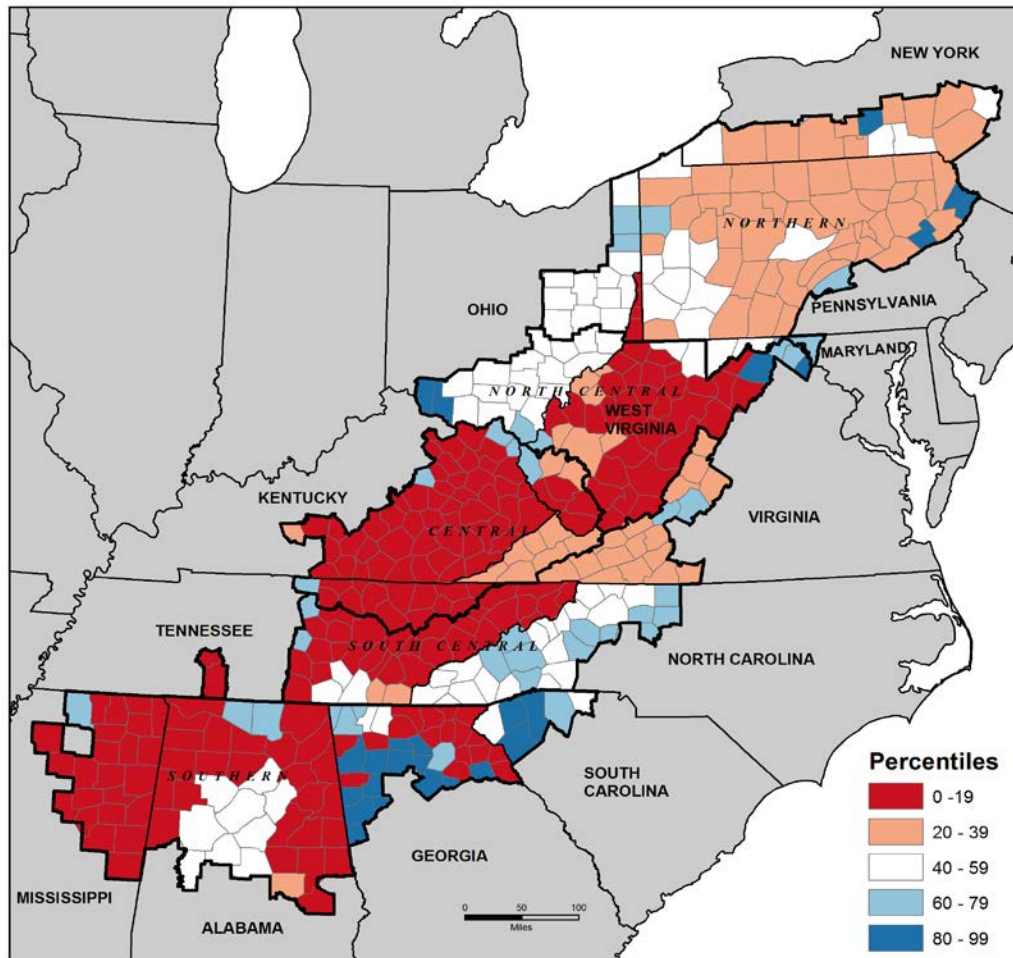 NEW YORK
NORTHERN
PENNSYLVANIA
OHIO
MARYLAND
NORTH CENTRAL
WEST
VIRGINIA
KENTUCKY
VIRGINIA
CENTRAL
TENNESSEE
SOUTH CENTRAL
NORTH CAROLINA
SOUTHERN
SOUTH
CAROLINA
GEORGIA
MISSISSIPPI
ALABAMA
0 50 100
Miles
Percentiles
0 -19
20 - 39
40 - 59
60 - 79
80 - 99